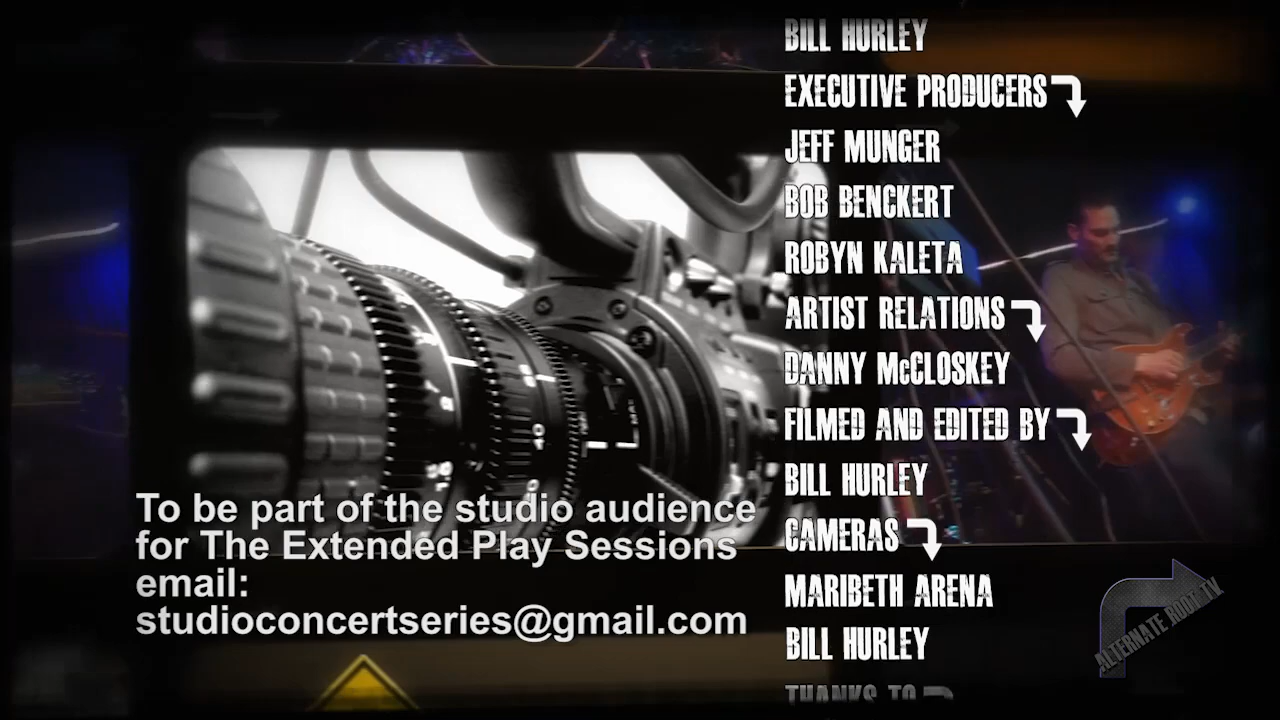 BILL HURLEY
EXECUTIVE PRODUCERS
JEFF MUNGER
BOB BENCKERT
ROBYN KALETA
ARTIST RELATIONS
DANNY McCLOSKEY
FILMED AND EDITED BY
BILL HURLEY
CAMERAS
MARIBETH ARENA
BILL HURLEY
THANKS TO
To be part of the studio audience
for The Extended Play Sessions
email:
studioconcertseries@gmail.com
ALTERNATE ROOT TV